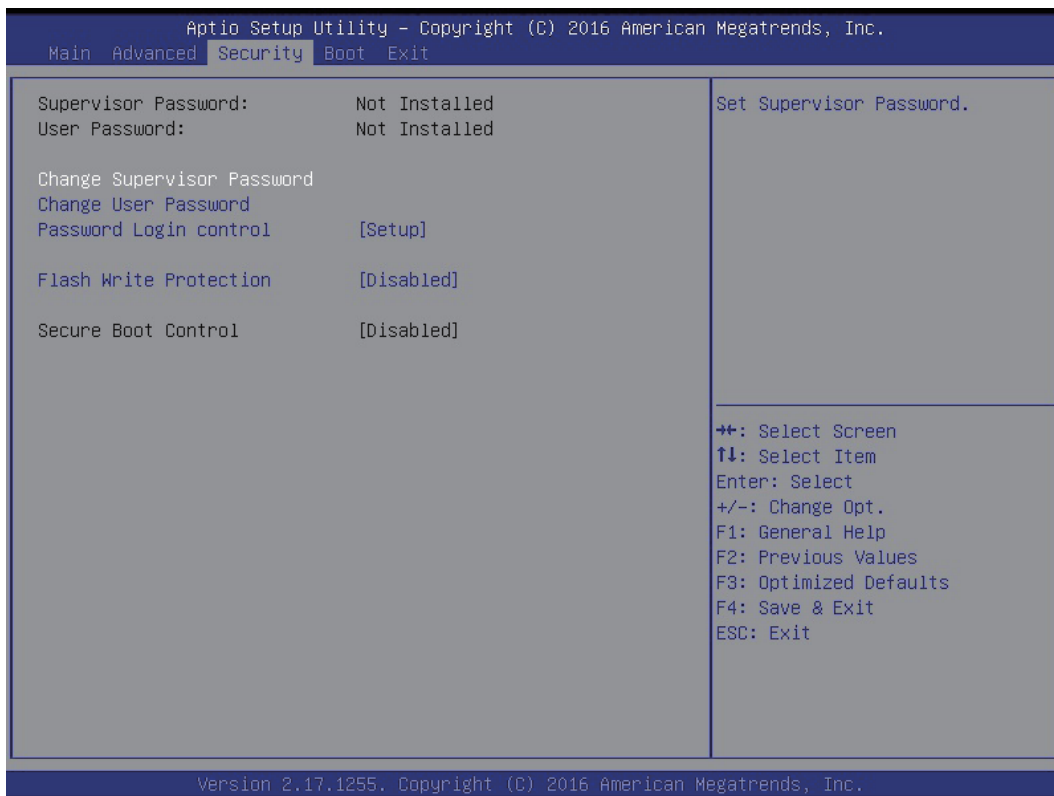 Aptio Setup Utility – Copyright (C) 2016 American Megatrends, Inc.
Main Advanced Security Boot Exit
Supervisor Password: Not Installed
User Password: Not Installed
Change Supervisor Password
Change User Password
Password Login control [Setup]
Flash Write Protection [Disabled]
Secure Boot Control [Disabled]
Set Supervisor Password.
→←: Select Screen
↑↓: Select Item
Enter: Select
+/-: Change Opt.
F1: General Help
F2: Previous Values
F3: Optimized Defaults
F4: Save & Exit
ESC: Exit
Version 2.17.1255. Copyright (C) 2016 American Megatrends, Inc.